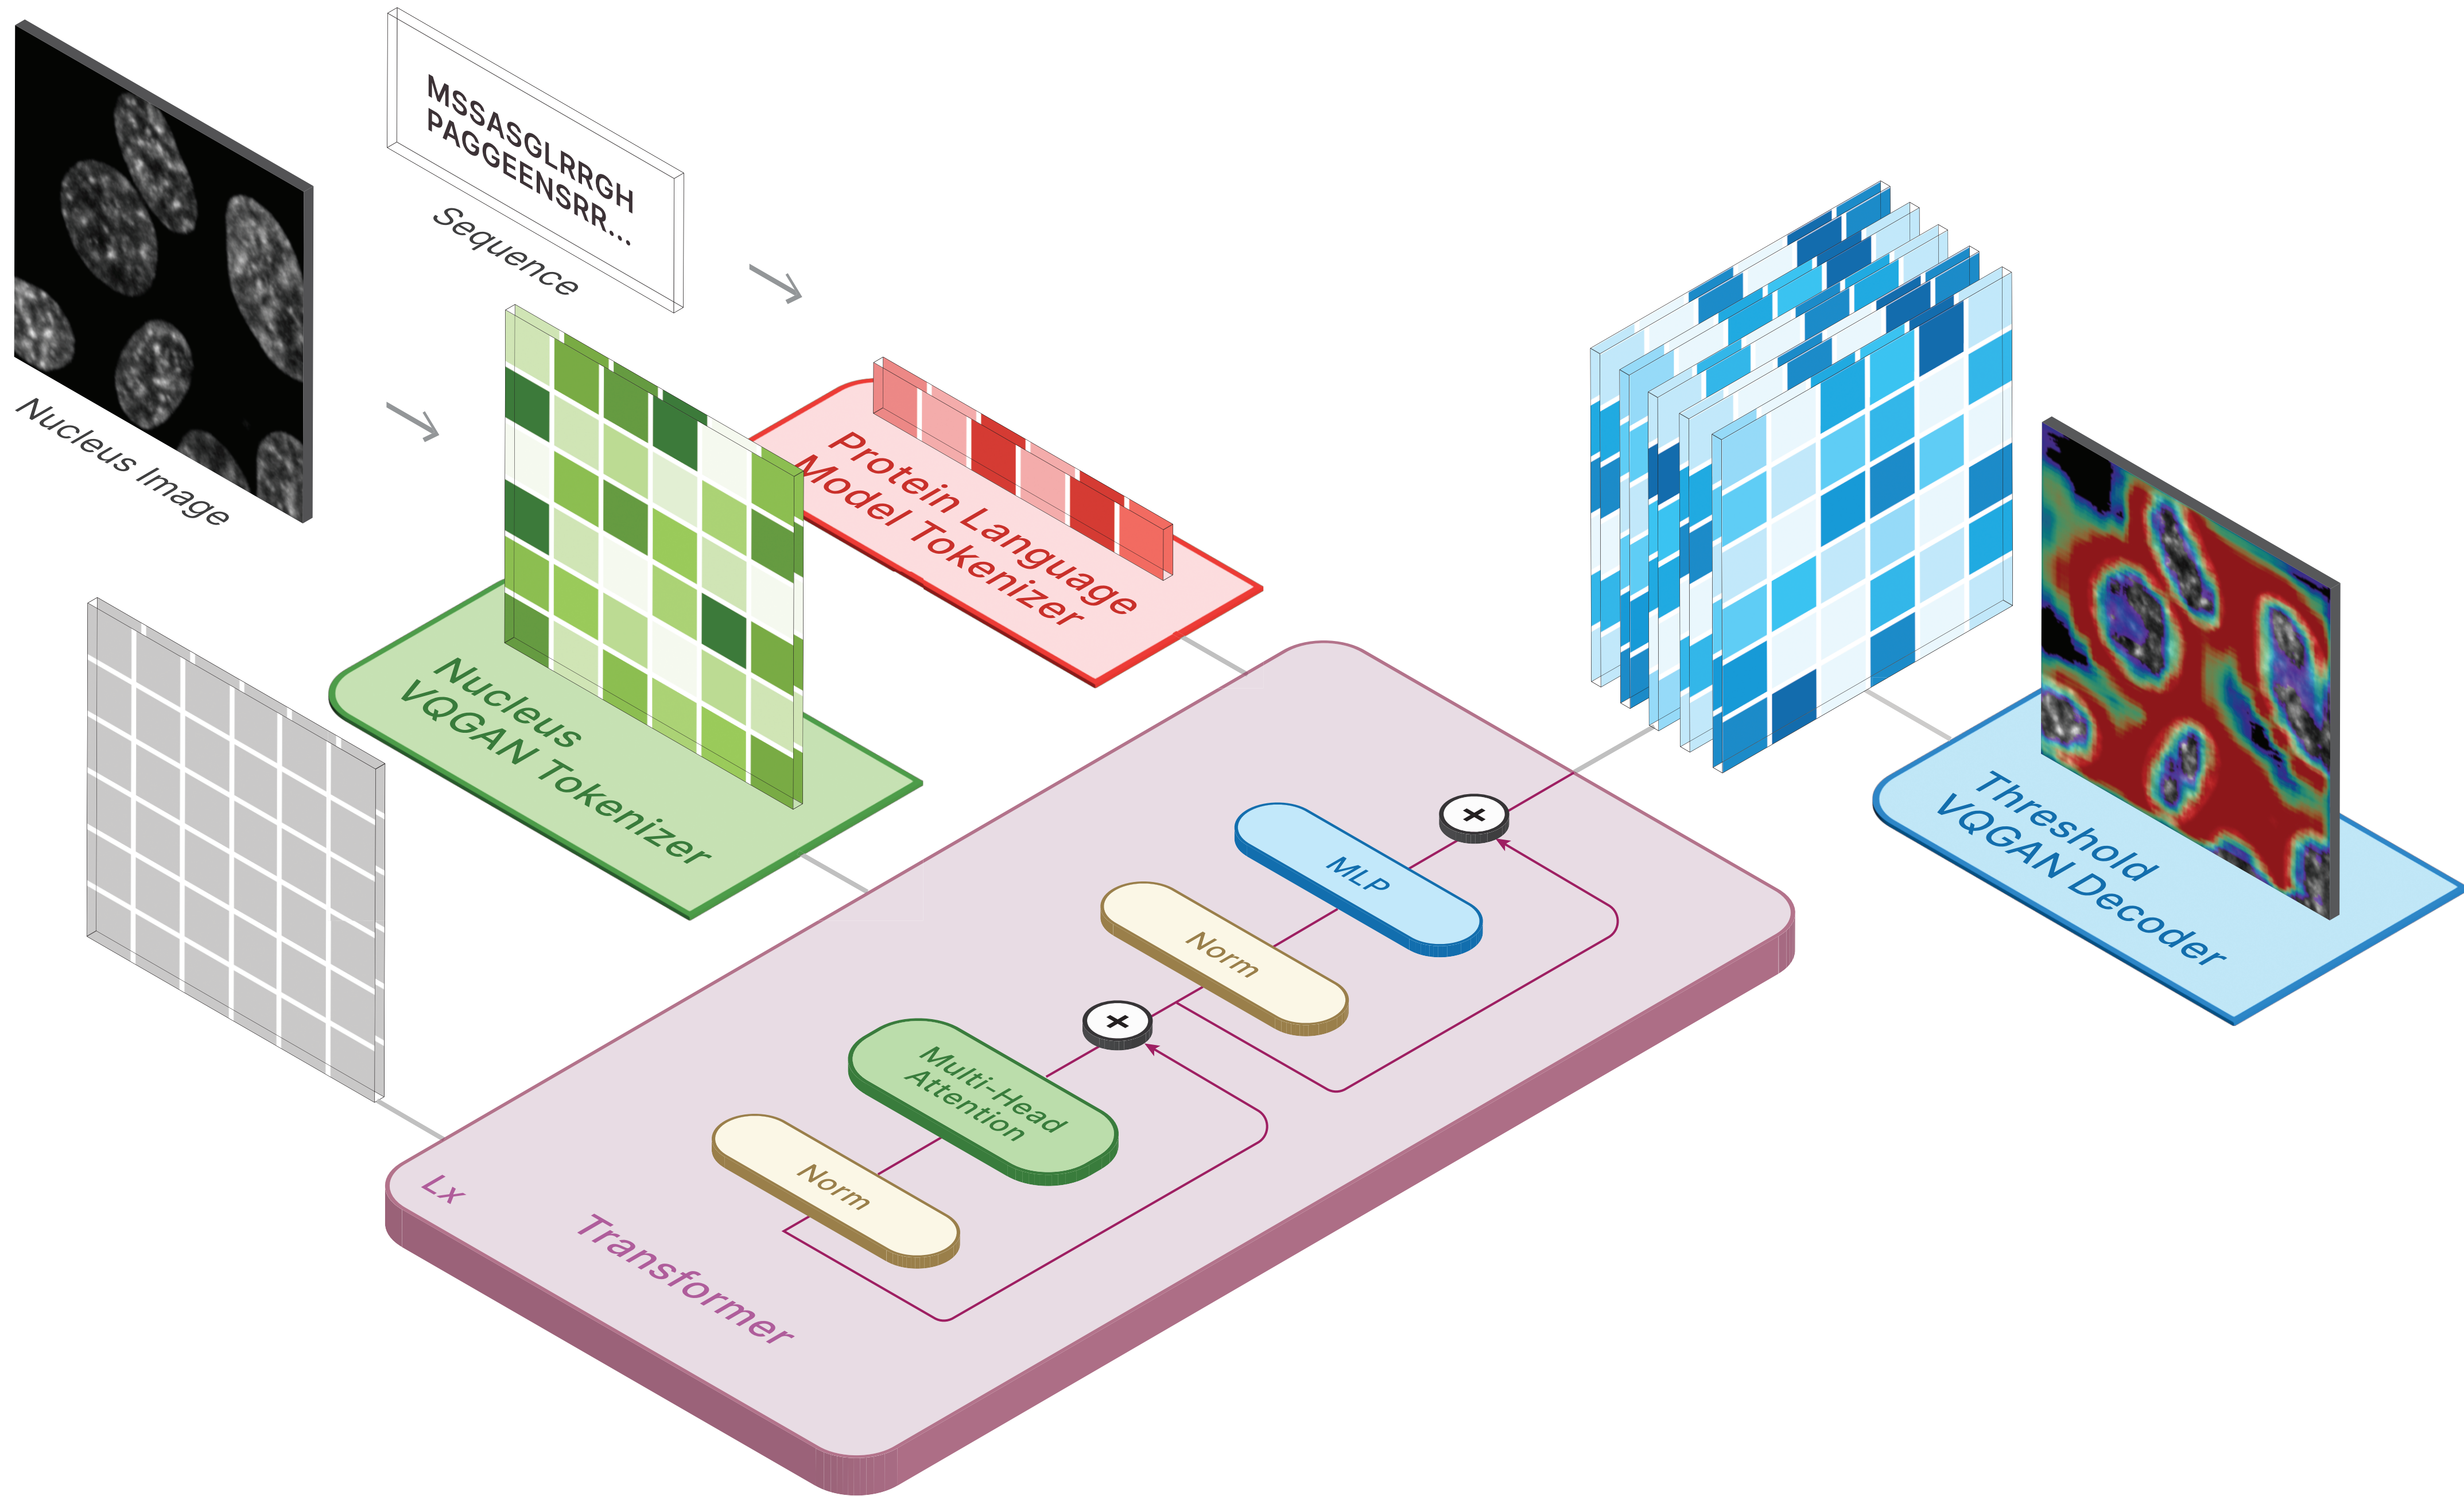 MSSASGLRRGH
PAGGEENSRR...
Sequence
Nucleus Image
Protein Language
Model Tokenizer
Nucleus
VQGAN Tokenizer
Threshold
VQGAN Decoder
MLP
Norm
Multi-Head
Attention
Norm
Lx
Transformer